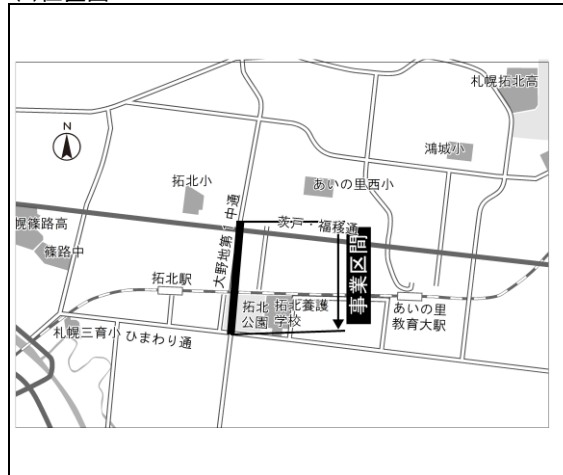 札幌拓北高
N
鴻城小
拓北小
あいの里西小
大野地第一中通
茨戸・福移通
幌篠路高
篠路中
事業区間
拓北駅
拓北
公園
拓北養護
学校
あいの里
教育大駅
札幌三育小
ひまわり通